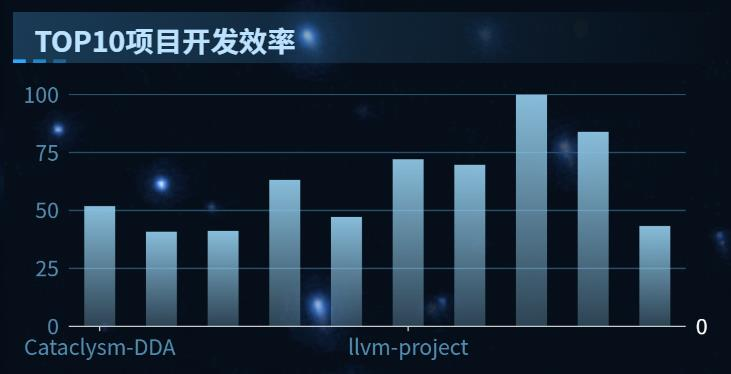 TOP10项目开发效率
100
75
50
25
0
0
Cataclysm-DDA
llvm-project